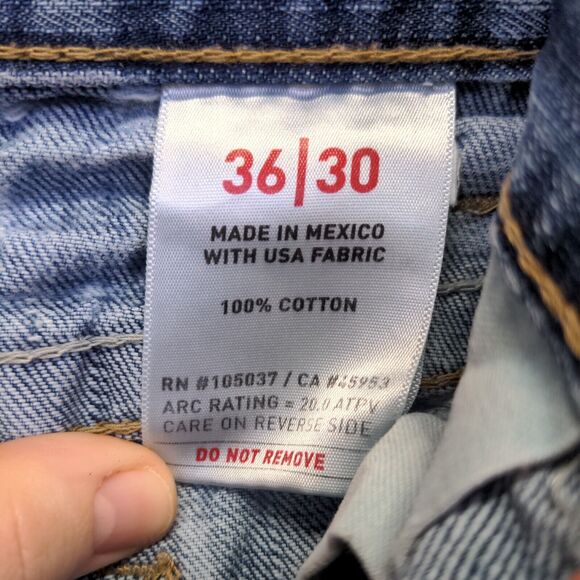 36|30
MADE IN MEXICO
WITH USA FABRIC
100% COTTON
RN #105037 / CA #45953
ARC RATING = 20.0 ATPV
CARE ON REVERSE SIDE
DO NOT REMOVE